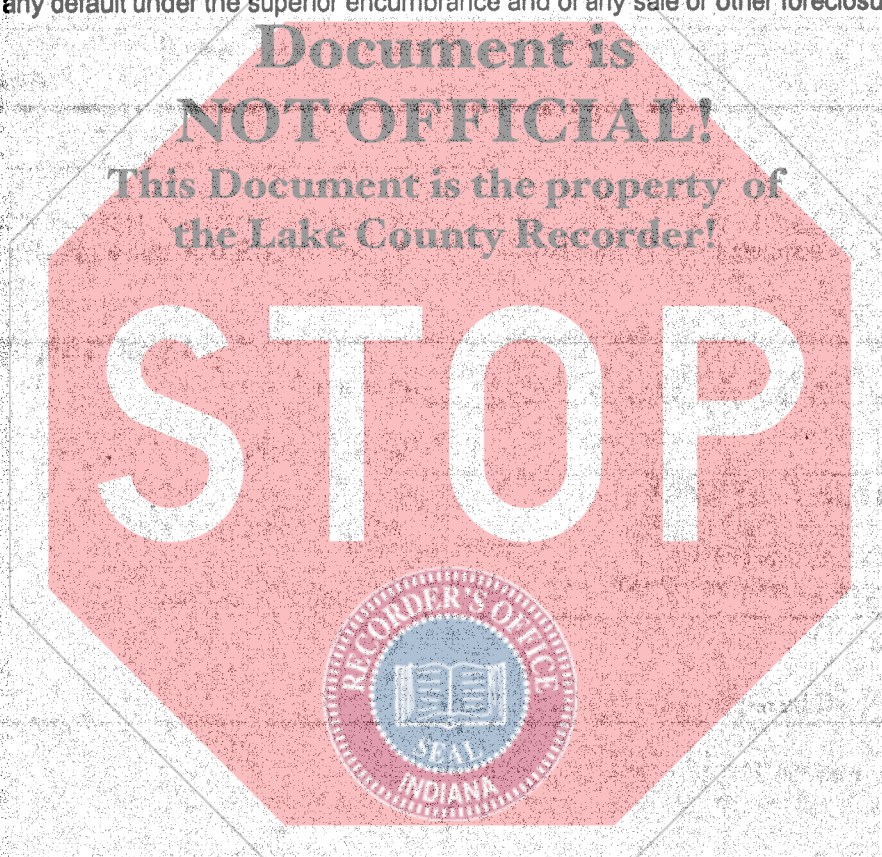 any default under the superior encumbrance and of any sale or other foreclosu
Document is
NOT OFFICIAL!
This Document is the property of
the Lake County Recorder!
STOP
RECORDER'S OFFICE
SEAL
INDIANA